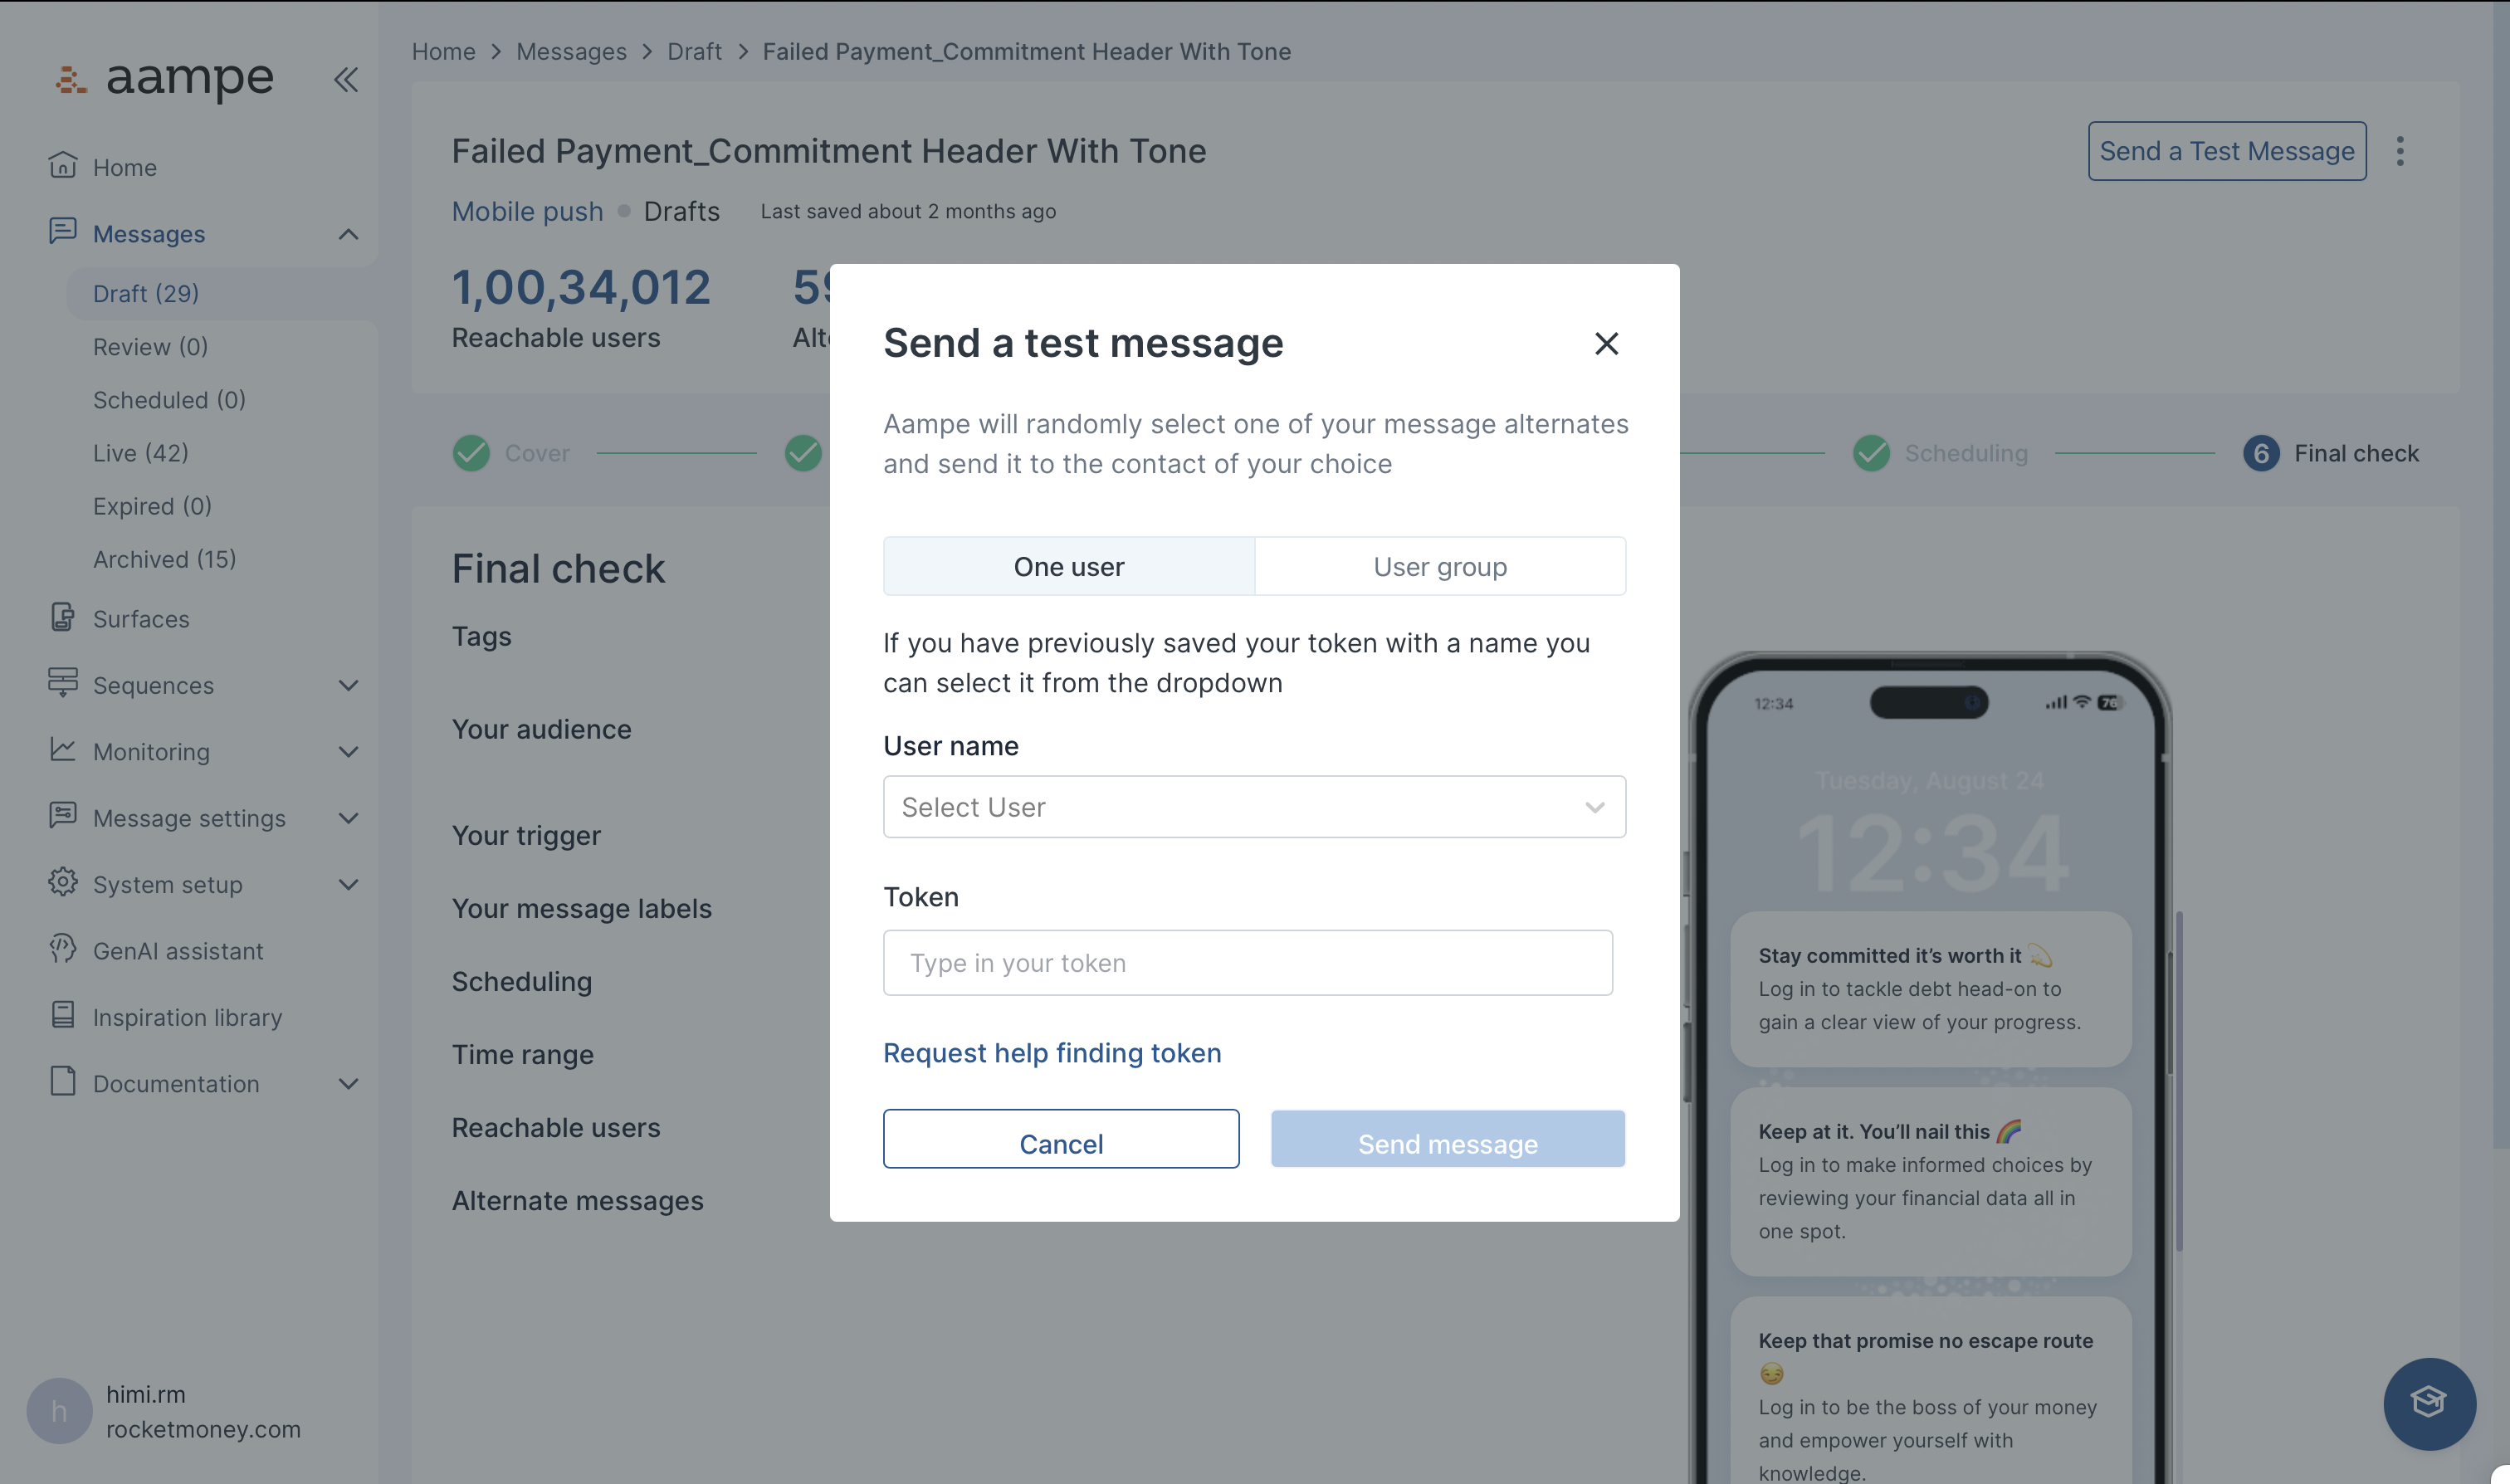 aampe
Home
Messages
Draft (29)
Review (0)
Scheduled (0)
Live (42)
Expired (0)
Archived (15)
Surfaces
Sequences
Monitoring
Message settings
System setup
GenAI assistant
Inspiration library
Documentation
h
himi.rm
rocketmoney.com
Home > Messages > Draft > Failed Payment_Commitment Header With Tone
Failed Payment_Commitment Header With Tone
Send a Test Message
Mobile push • Drafts Last saved about 2 months ago
1,00,34,012
Reachable users
Cover
Scheduling
6 Final check
Final check
Tags
Your audience
Your trigger
Your message labels
Scheduling
Time range
Reachable users
Alternate messages
Send a test message
Aampe will randomly select one of your message alternates
and send it to the contact of your choice
One user
User group
If you have previously saved your token with a name you
can select it from the dropdown
User name
Select User
Token
Type in your token
Request help finding token
Cancel
Send message
12:34
76
Tuesday, August 24
12:34
Stay committed it's worth it 💫
Log in to tackle debt head-on to
gain a clear view of your progress.
Keep at it. You'll nail this 🌈
Log in to make informed choices by
reviewing your financial data all in
one spot.
Keep that promise no escape route
😏
Log in to be the boss of your money
and empower yourself with
knowledge.